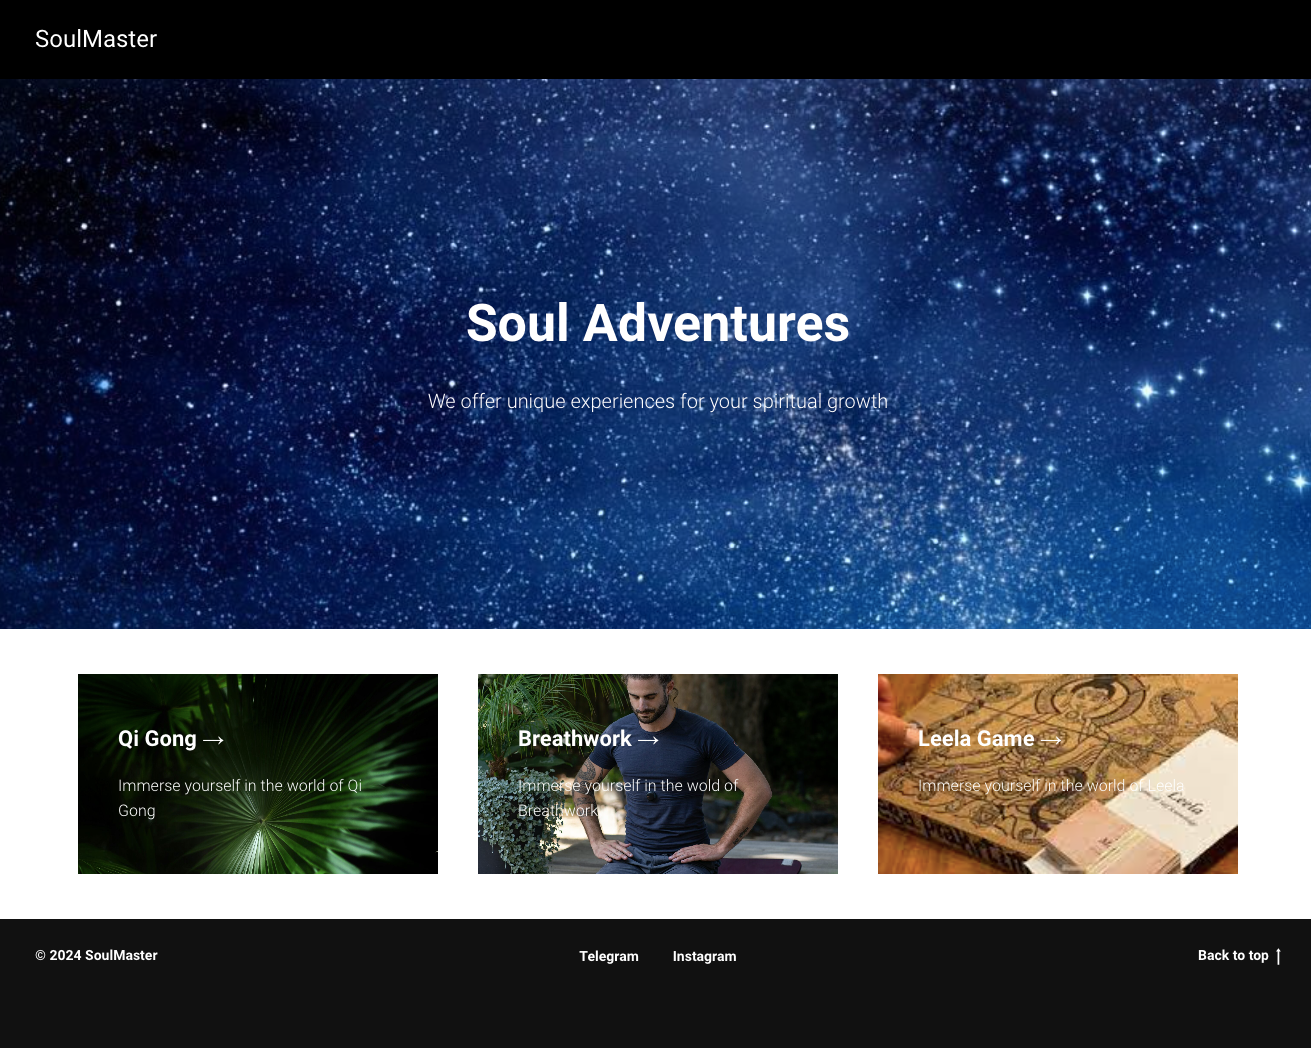 SoulMaster
Soul Adventures
We offer unique experiences for your spiritual growth
Qi Gong →
Immerse yourself in the world of Qi
Gong
Breathwork →
Immerse yourself in the wold of
Breathwork
Leela Game →
Immerse yourself in the world of Leela
Leela
© 2024 SoulMaster
Telegram
Instagram
Back to top ↑